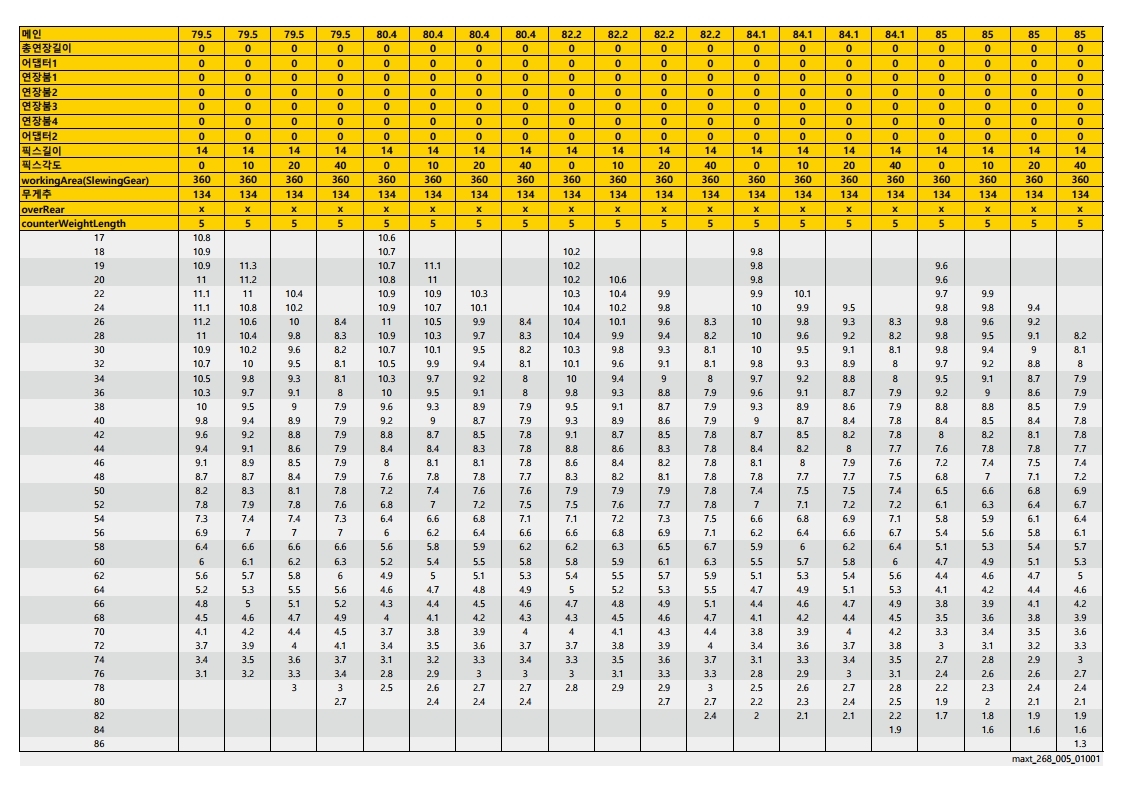 메인 79.5 79.5 79.5 79.5 80.4 80.4 80.4 80.4 82.2 82.2 82.2 82.2 84.1 84.1 84.1 84.1 85 85 85 85
총연장길이 0 0 0 0 0 0 0 0 0 0 0 0 0 0 0 0 0 0 0 0
어댑터1 0 0 0 0 0 0 0 0 0 0 0 0 0 0 0 0 0 0 0 0
연장붐1 0 0 0 0 0 0 0 0 0 0 0 0 0 0 0 0 0 0 0 0
연장붐2 0 0 0 0 0 0 0 0 0 0 0 0 0 0 0 0 0 0 0 0
연장붐3 0 0 0 0 0 0 0 0 0 0 0 0 0 0 0 0 0 0 0 0
연장붐4 0 0 0 0 0 0 0 0 0 0 0 0 0 0 0 0 0 0 0 0
어댑터2 0 0 0 0 0 0 0 0 0 0 0 0 0 0 0 0 0 0 0 0
픽스길이 14 14 14 14 14 14 14 14 14 14 14 14 14 14 14 14 14 14 14 14
픽스각도 0 10 20 40 0 10 20 40 0 10 20 40 0 10 20 40 0 10 20 40
workingArea(SlewingGear) 360 360 360 360 360 360 360 360 360 360 360 360 360 360 360 360 360 360 360 360
무게추 134 134 134 134 134 134 134 134 134 134 134 134 134 134 134 134 134 134 134 134
overRear x x x x x x x x x x x x x x x x x x x x
counterWeightLength 5 5 5 5 5 5 5 5 5 5 5 5 5 5 5 5 5 5 5 5
17 10.8 10.6
18 10.9 10.7 10.2 9.8
19 10.9 11.3 10.7 11.1 10.2 9.8 9.6
20 11 11.2 10.8 11 10.2 10.6 9.8 9.6
22 11.1 11 10.4 10.9 10.9 10.3 10.3 10.4 9.9 9.9 10.1 9.7 9.9
24 11.1 10.8 10.2 10.9 10.7 10.1 10.4 10.2 9.8 10 9.9 9.5 9.8 9.8 9.4
26 11.2 10.6 10 8.4 11 10.5 9.9 8.4 10.4 10.1 9.6 8.3 10 9.8 9.3 8.3 9.8 9.6 9.2
28 11 10.4 9.8 8.3 10.9 10.3 9.7 8.3 10.4 9.9 9.4 8.2 10 9.6 9.2 8.2 9.8 9.5 9.1 8.2
30 10.9 10.2 9.6 8.2 10.7 10.1 9.5 8.2 10.3 9.8 9.3 8.1 10 9.5 9.1 8.1 9.8 9.4 9 8.1
32 10.7 10 9.5 8.1 10.5 9.9 9.4 8.1 10.1 9.6 9.1 8.1 9.8 9.3 8.9 8 9.7 9.2 8.8 8
34 10.5 9.8 9.3 8.1 10.3 9.7 9.2 8 10 9.4 9 8 9.7 9.2 8.8 8 9.5 9.1 8.7 7.9
36 10.3 9.7 9.1 8 10 9.5 9.1 8 9.8 9.3 8.8 7.9 9.6 9.1 8.7 7.9 9.2 9 8.6 7.9
38 10 9.5 9 7.9 9.6 9.3 8.9 7.9 9.5 9.1 8.7 7.9 9.3 8.9 8.6 7.9 8.8 8.8 8.5 7.9
40 9.8 9.4 8.9 7.9 9.2 9 8.7 7.9 9.3 8.9 8.6 7.9 9 8.7 8.4 7.8 8.4 8.5 8.4 7.8
42 9.6 9.2 8.8 7.9 8.8 8.7 8.5 7.8 9.1 8.7 8.5 7.8 8.7 8.5 8.2 7.8 8 8.2 8.1 7.8
44 9.4 9.1 8.6 7.9 8.4 8.4 8.3 7.8 8.8 8.6 8.3 7.8 8.4 8.2 8 7.7 7.6 7.8 7.8 7.7
46 9.1 8.9 8.5 7.9 8 8.1 8.1 7.8 8.6 8.4 8.2 7.8 8.1 8 7.9 7.6 7.2 7.4 7.5 7.4
48 8.7 8.7 8.4 7.9 7.6 7.8 7.8 7.7 8.3 8.2 8.1 7.8 7.8 7.7 7.7 7.5 6.8 7 7.1 7.2
50 8.2 8.3 8.1 7.8 7.2 7.4 7.6 7.6 7.9 7.9 7.9 7.8 7.4 7.5 7.5 7.4 6.5 6.6 6.8 6.9
52 7.8 7.9 7.8 7.6 6.8 7 7.2 7.5 7.5 7.6 7.7 7.8 7 7.1 7.2 7.2 6.1 6.3 6.4 6.7
54 7.3 7.4 7.4 7.3 6.4 6.6 6.8 7.1 7.1 7.2 7.3 7.5 6.6 6.8 6.9 7.1 5.8 5.9 6.1 6.4
56 6.9 7 7 7 6 6.2 6.4 6.6 6.6 6.8 6.9 7.1 6.2 6.4 6.6 6.7 5.4 5.6 5.8 6.1
58 6.4 6.6 6.6 6.6 5.6 5.8 5.9 6.2 6.2 6.3 6.5 6.7 5.9 6 6.2 6.4 5.1 5.3 5.4 5.7
60 6 6.1 6.2 6.3 5.2 5.4 5.5 5.8 5.8 5.9 6.1 6.3 5.5 5.7 5.8 6 4.7 4.9 5.1 5.3
62 5.6 5.7 5.8 6 4.9 5 5.1 5.3 5.4 5.5 5.7 5.9 5.1 5.3 5.4 5.6 4.4 4.6 4.7 5
64 5.2 5.3 5.5 5.6 4.6 4.7 4.8 4.9 5 5.2 5.3 5.5 4.7 4.9 5.1 5.3 4.1 4.2 4.4 4.6
66 4.8 5 5.1 5.2 4.3 4.4 4.5 4.6 4.7 4.8 4.9 5.1 4.4 4.6 4.7 4.9 3.8 3.9 4.1 4.2
68 4.5 4.6 4.7 4.9 4 4.1 4.2 4.3 4.3 4.5 4.6 4.7 4.1 4.2 4.4 4.5 3.5 3.6 3.8 3.9
70 4.1 4.2 4.4 4.5 3.7 3.8 3.9 4 4 4.1 4.3 4.4 3.8 3.9 4 4.2 3.3 3.4 3.5 3.6
72 3.7 3.9 4 4.1 3.4 3.5 3.6 3.7 3.7 3.8 3.9 4 3.4 3.6 3.7 3.8 3 3.1 3.2 3.3
74 3.4 3.5 3.6 3.7 3.1 3.2 3.3 3.4 3.3 3.5 3.6 3.7 3.1 3.3 3.4 3.5 2.7 2.8 2.9 3
76 3.1 3.2 3.3 3.4 2.8 2.9 3 3 3 3.1 3.3 3.3 2.8 2.9 3 3.1 2.4 2.6 2.6 2.7
78 3 3 2.5 2.6 2.7 2.7 2.8 2.9 2.9 3 2.5 2.6 2.7 2.8 2.2 2.3 2.4 2.4
80 2.7 2.4 2.4 2.4 2.7 2.7 2.2 2.3 2.4 2.5 1.9 2 2.1 2.1
82 2.4 2 2.1 2.1 2.2 1.7 1.8 1.9 1.9
84 1.9 1.6 1.6 1.6
86 1.3
maxt_268_005_01001